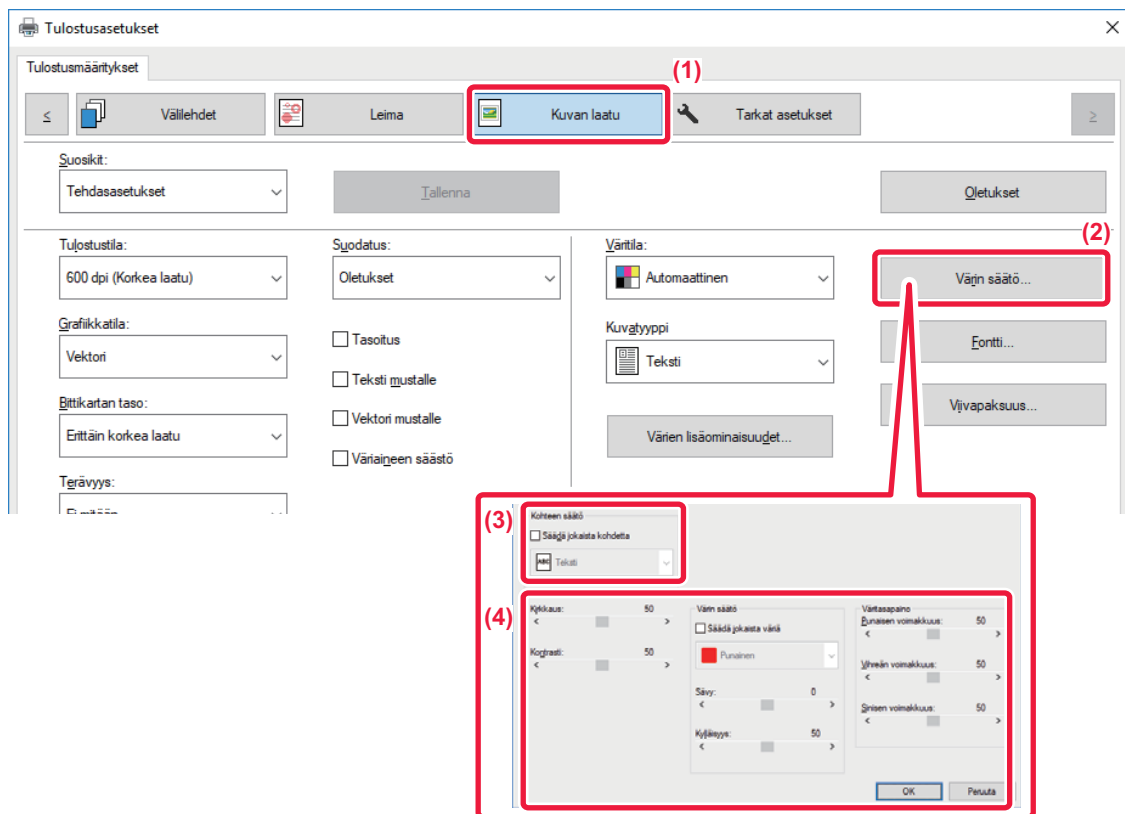 Tulostusasetukset
Tulostusmääritykset
(1)
< Välilehdet Leima Kuvan laatu Tarkat asetukset >
Suosikit:
Tehdasasetukset Tallenna Oletukset
(2)
Tulostustila: Suodatus: Väritila:
600 dpi (Korkea laatu) Oletukset Automaattinen Värin säätö...
Grafiikkatila: Tasoitus Kuvatyyppi Fontti...
Vektori Teksti mustalle Teksti
Bittikartan taso: Vektori mustalle Viivapaksuus...
Erittäin korkea laatu Väriaineen säästö Värien lisäominaisuudet...
Terävyys:
(3)
Kohteen säätö
Säädä jokaista kohdetta
ABC Teksti
(4)
Kirkkaus: 50 Värin säätö Väritasapaino
< > Säädä jokaista väriä Punaisen voimakkuus: 50
< >
Kontrasti: 50 Punainen Vihreän voimakkuus: 50
< > < >
Sävy: 0 Sinisen voimakkuus: 50
< > < >
Kylläisyys: 50
< >
OK Peruuta